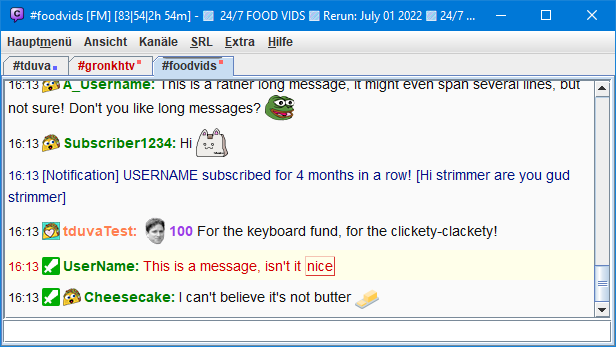 #foodvids [FM] [83|54|2h 54m] - 24/7 FOOD VIDS Rerun: July 01 2022 24/7 ...
Hauptmenü Ansicht Kanäle SRL Extra Hilfe
#tduva #gronkhtv #foodvids
16:13 A_Username: This is a rather long message, it might even span several lines, but
not sure! Don't you like long messages?
16:13 Subscriber1234: Hi
16:13 [Notification] USERNAME subscribed for 4 months in a row! [Hi strimmer are you gud
strimmer]
16:13 tduvaTest: 100 For the keyboard fund, for the clickety-clackety!
16:13 UserName: This is a message, isn't it nice
16:13 Cheesecake: I can't believe it's not butter